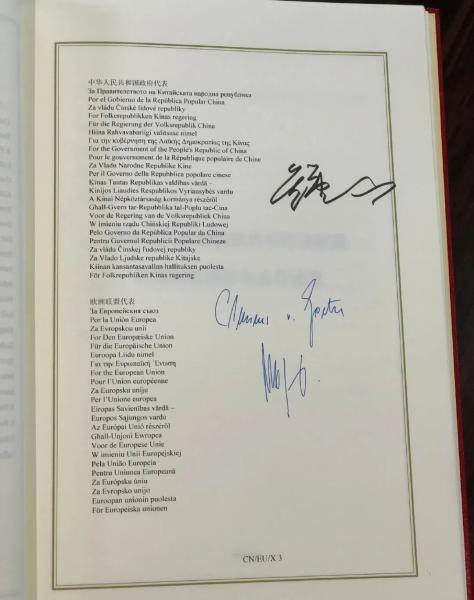 中华人民共和国政府代表
За Правителството на Китайската народна република
Por el Gobierno de la República Popular China
Za vládu Čínské lidové republiky
For Folkerepublikken Kinas regering
Für die Regierung der Volksrepublik China
Hiina Rahvavabariigi valitsuse nimel
Για την κυβέρνηση της Λαϊκής Δημοκρατίας της Κίνας
For the Government of the People's Republic of China
Pour le gouvernement de la République populaire de Chine
Za Vladu Narodne Republike Kine
Per il Governo della Repubblica popolare cinese
Ķīnas Tautas Republikas valdības vārdā –
Kinijos Liaudies Respublikos Vyriausybės vardu
A Kínai Népköztársaság kormánya részéről
Għall-Gvern tar-Repubblika tal-Poplu taċ-Ċina
Voor de Regering van de Volksrepubliek China
W imieniu rządu Chińskiej Republiki Ludowej
Pelo Governo da República Popular da China
Pentru Guvernul Republicii Populare Chineze
Za vládu Čínskej ľudovej republiky
Za Vlado Ljudske republike Kitajske
Kiinan kansantasavallan hallituksen puolesta
För Folkrepubliken Kinas regering
欧洲联盟代表
За Европейския съюз
Por la Unión Europea
Za Evropskou unii
For Den Europæiske Union
Für die Europäische Union
Euroopa Liidu nimel
Για την Ευρωπαϊκή Ένωση
For the European Union
Pour l'Union européenne
Za Europsku uniju
Per l'Unione europea
Eiropas Savienības vārdā –
Europos Sąjungos vardu
Az Európai Unió részéről
Għall-Unjoni Ewropea
Voor de Europese Unie
W imieniu Unii Europejskiej
Pela União Europeia
Pentru Uniunea Europeană
Za Európsku úniu
Za Evropsko unijo
Euroopan unionin puolesta
För Europeiska unionen
CN/EU/X 3